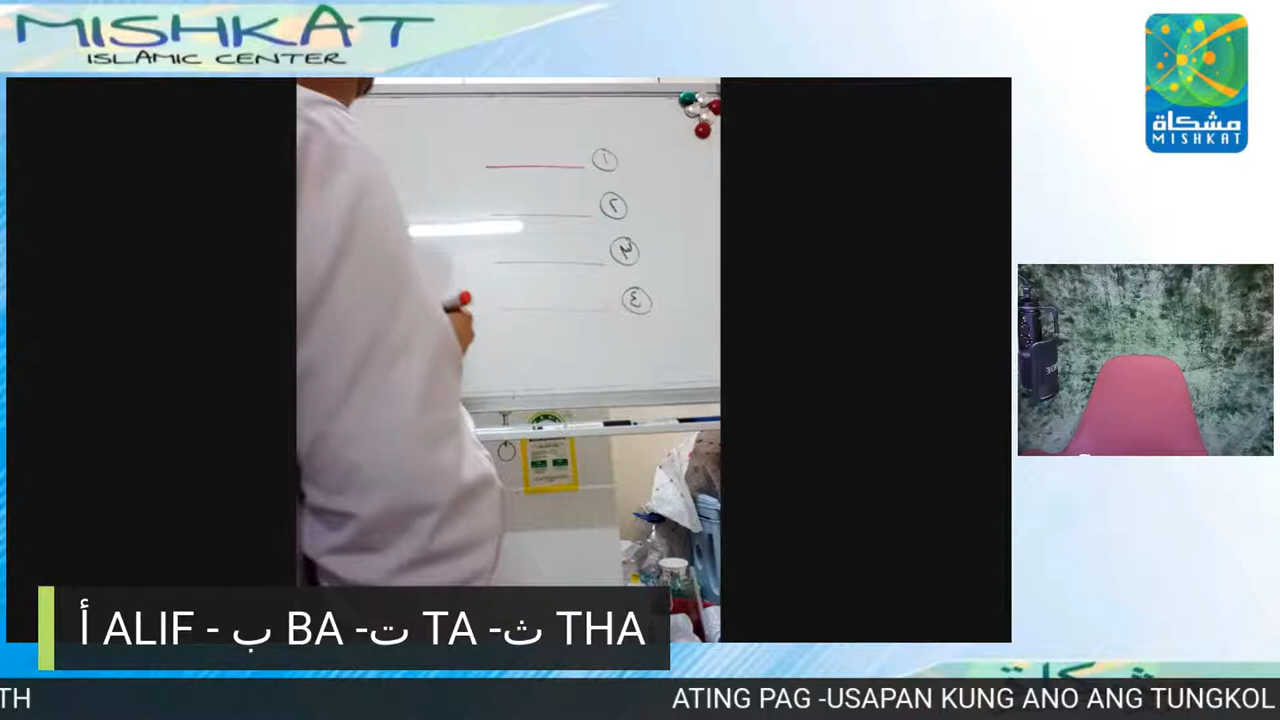 MISHKAT
ISLAMIC CENTER
مشكاة
MISHKAT
١
٢
٣
٤
أ ALIF - ب BA -ت TA -ث THA
TH
ATING PAG -USAPAN KUNG ANO ANG TUNGKOL